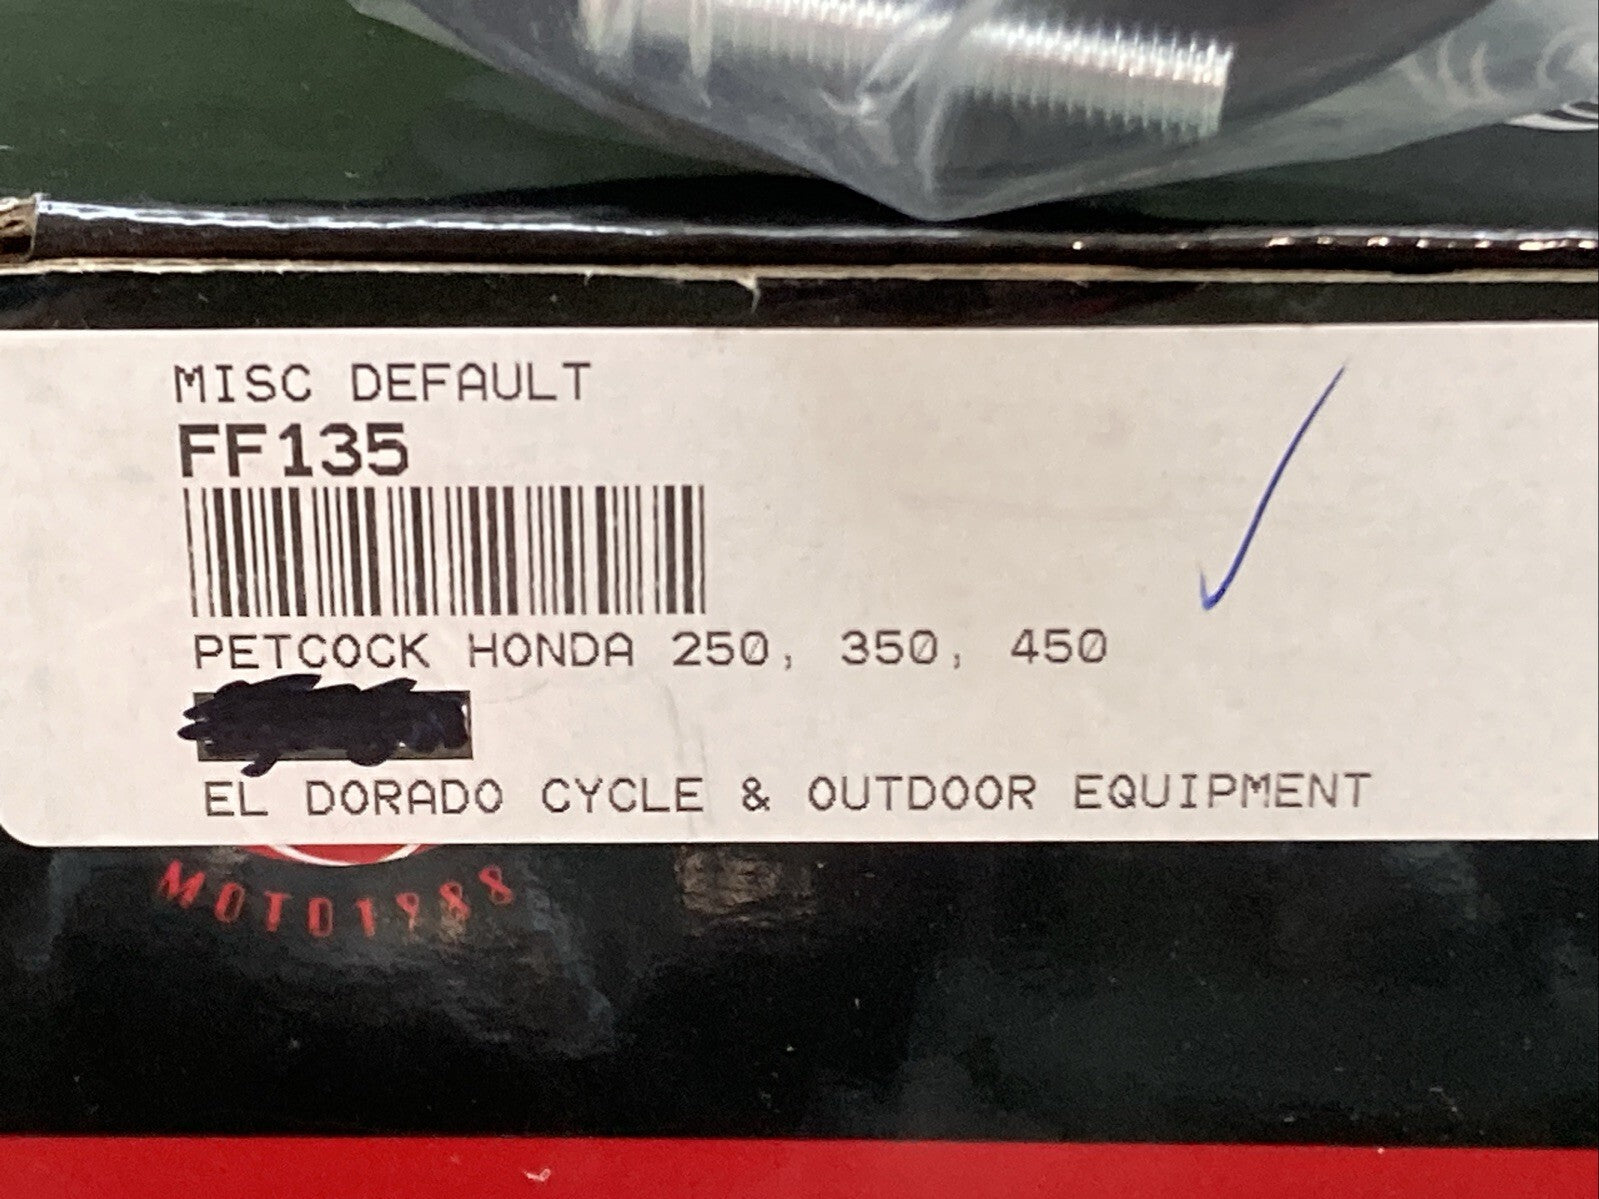 MISC DEFAULT
FF135
PETCOCK HONDA 250, 350, 450
EL DORADO CYCLE & OUTDOOR EQUIPMENT
MOTO1988